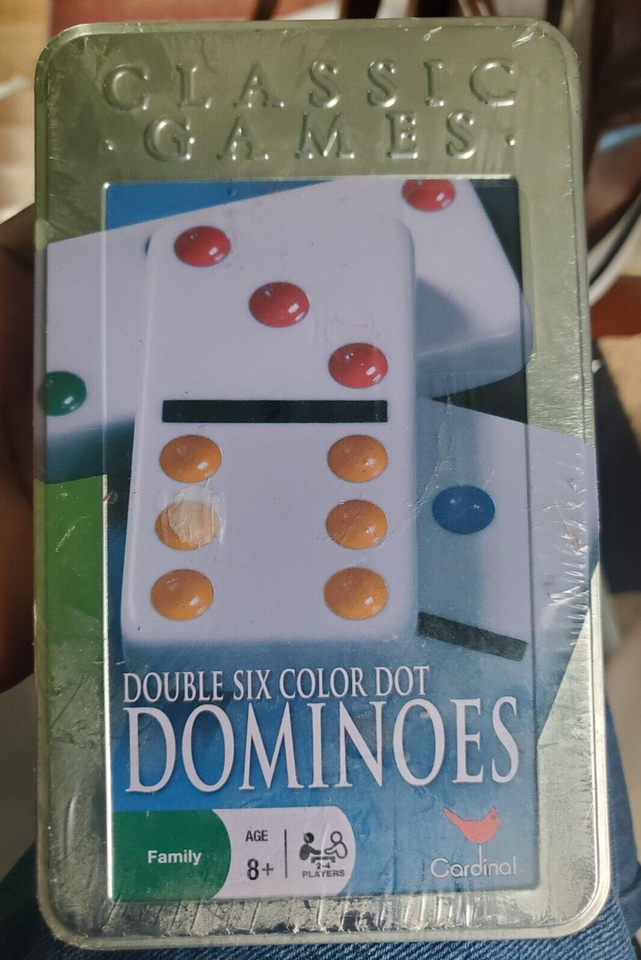 CLASSIC
·GAMES·
DOUBLE SIX COLOR DOT
DOMINOES
Family
AGE
8+
2-4
PLAYERS
Cardinal